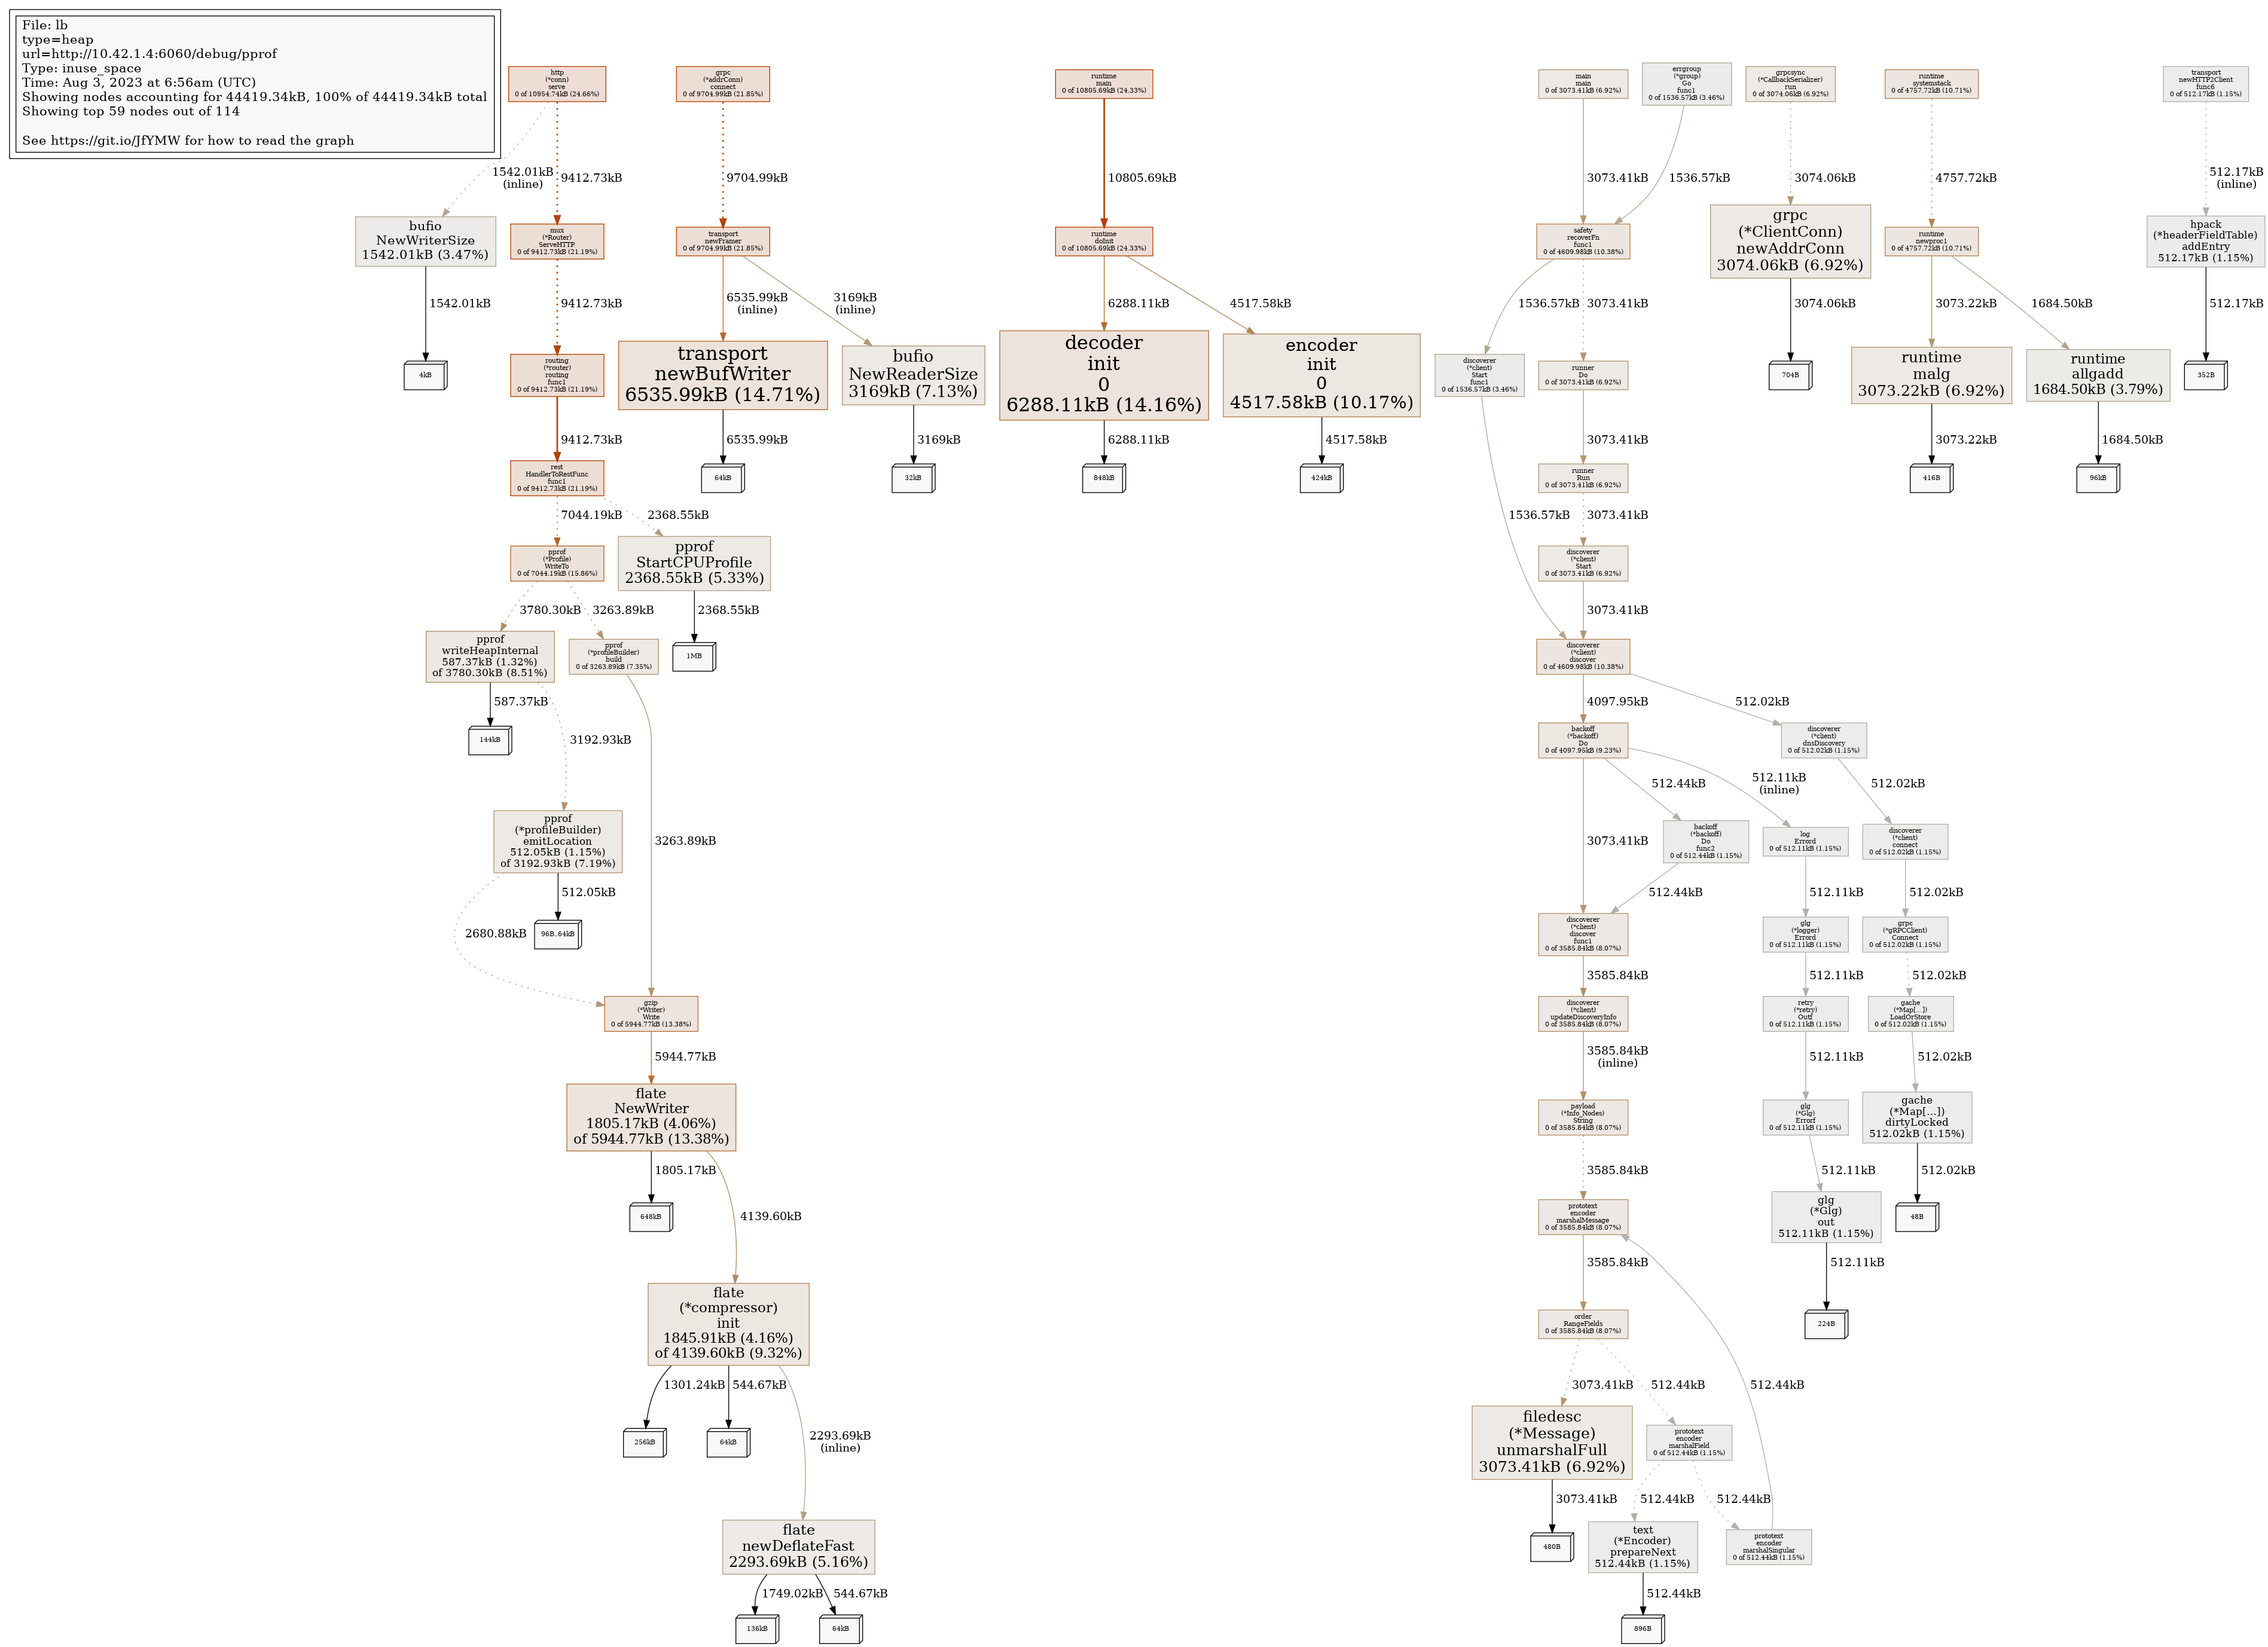 File: lb
type=heap
url=http://10.42.1.4:6060/debug/pprof
Type: inuse_space
Time: Aug 3, 2023 at 6:56am (UTC)
Showing nodes accounting for 44419.34kB, 100% of 44419.34kB total
Showing top 59 nodes out of 114
See https://git.io/JfYMW for how to read the graph
http
(*conn)
serve
0 of 10954.74kB (24.66%)
1542.01kB
(inline)
9412.73kB
bufio
NewWriterSize
1542.01kB (3.47%)
1542.01kB
4kB
mux
(*Router)
ServeHTTP
0 of 9412.73kB (21.19%)
9412.73kB
routing
(*router)
routing
func1
0 of 9412.73kB (21.19%)
9412.73kB
rest
HandlerToRestFunc
func1
0 of 9412.73kB (21.19%)
7044.19kB
2368.55kB
pprof
(*Profile)
WriteTo
0 of 7044.19kB (15.86%)
pprof
StartCPUProfile
2368.55kB (5.33%)
2368.55kB
1MB
3780.30kB
3263.89kB
pprof
writeHeapInternal
587.37kB (1.32%)
of 3780.30kB (8.51%)
587.37kB
144kB
3192.93kB
pprof
(*profileBuilder)
build
0 of 3263.89kB (7.35%)
3263.89kB
pprof
(*profileBuilder)
emitLocation
512.05kB (1.15%)
of 3192.93kB (7.19%)
512.05kB
96B..64kB
2680.88kB
gzip
(*Writer)
Write
0 of 5944.77kB (13.38%)
5944.77kB
flate
NewWriter
1805.17kB (4.06%)
of 5944.77kB (13.38%)
1805.17kB
648kB
4139.60kB
flate
(*compressor)
init
1845.91kB (4.16%)
of 4139.60kB (9.32%)
1301.24kB
256kB
544.67kB
64kB
2293.69kB
(inline)
flate
newDeflateFast
2293.69kB (5.16%)
1749.02kB
136kB
544.67kB
64kB
grpc
(*addrConn)
connect
0 of 9704.99kB (21.85%)
9704.99kB
transport
newFramer
0 of 9704.99kB (21.85%)
6535.99kB
(inline)
3169kB
(inline)
transport
newBufWriter
6535.99kB (14.71%)
6535.99kB
64kB
bufio
NewReaderSize
3169kB (7.13%)
3169kB
32kB
runtime
main
0 of 10805.69kB (24.33%)
10805.69kB
runtime
doInit
0 of 10805.69kB (24.33%)
6288.11kB
4517.58kB
decoder
init
0
6288.11kB (14.16%)
6288.11kB
848kB
encoder
init
0
4517.58kB (10.17%)
4517.58kB
424kB
main
main
0 of 3073.41kB (6.92%)
3073.41kB
errgroup
(*group)
Go
func1
0 of 1536.57kB (3.46%)
1536.57kB
safety
recoverFn
func1
0 of 4609.98kB (10.38%)
1536.57kB
3073.41kB
discoverer
(*client)
Start
func1
0 of 1536.57kB (3.46%)
1536.57kB
runner
Do
0 of 3073.41kB (6.92%)
3073.41kB
runner
Run
0 of 3073.41kB (6.92%)
3073.41kB
discoverer
(*client)
Start
0 of 3073.41kB (6.92%)
3073.41kB
discoverer
(*client)
discover
0 of 4609.98kB (10.38%)
4097.95kB
512.02kB
backoff
(*backoff)
Do
0 of 4097.95kB (9.23%)
3073.41kB
512.44kB
512.11kB
(inline)
backoff
(*backoff)
Do
func2
0 of 512.44kB (1.15%)
512.44kB
discoverer
(*client)
discover
func1
0 of 3585.84kB (8.07%)
3585.84kB
discoverer
(*client)
updateDiscoveryInfo
0 of 3585.84kB (8.07%)
3585.84kB
(inline)
payload
(*Info_Nodes)
String
0 of 3585.84kB (8.07%)
3585.84kB
prototext
encoder
marshalMessage
0 of 3585.84kB (8.07%)
3585.84kB
order
RangeFields
0 of 3585.84kB (8.07%)
3073.41kB
512.44kB
filedesc
(*Message)
unmarshalFull
3073.41kB (6.92%)
3073.41kB
480B
prototext
encoder
marshalField
0 of 512.44kB (1.15%)
512.44kB
512.44kB
text
(*Encoder)
prepareNext
512.44kB (1.15%)
512.44kB
896B
prototext
encoder
marshalSingular
0 of 512.44kB (1.15%)
512.44kB
log
Errord
0 of 512.11kB (1.15%)
512.11kB
glg
(*logger)
Errord
0 of 512.11kB (1.15%)
512.11kB
retry
(*retry)
Outf
0 of 512.11kB (1.15%)
512.11kB
glg
(*Glg)
Errorf
0 of 512.11kB (1.15%)
512.11kB
glg
(*Glg)
out
512.11kB (1.15%)
512.11kB
224B
discoverer
(*client)
dnsDiscovery
0 of 512.02kB (1.15%)
512.02kB
discoverer
(*client)
connect
0 of 512.02kB (1.15%)
512.02kB
grpc
(*gRPCClient)
Connect
0 of 512.02kB (1.15%)
512.02kB
gache
(*Map[...])
LoadOrStore
0 of 512.02kB (1.15%)
512.02kB
gache
(*Map[...])
dirtyLocked
512.02kB (1.15%)
512.02kB
48B
grpcsync
(*CallbackSerializer)
run
0 of 3074.06kB (6.92%)
3074.06kB
grpc
(*ClientConn)
newAddrConn
3074.06kB (6.92%)
3074.06kB
704B
runtime
systemstack
0 of 4757.72kB (10.71%)
4757.72kB
runtime
newproc1
0 of 4757.72kB (10.71%)
3073.22kB
1684.50kB
runtime
malg
3073.22kB (6.92%)
3073.22kB
416B
runtime
allgadd
1684.50kB (3.79%)
1684.50kB
96kB
transport
newHTTP2Client
func6
0 of 512.17kB (1.15%)
512.17kB
(inline)
hpack
(*headerFieldTable)
addEntry
512.17kB (1.15%)
512.17kB
352B